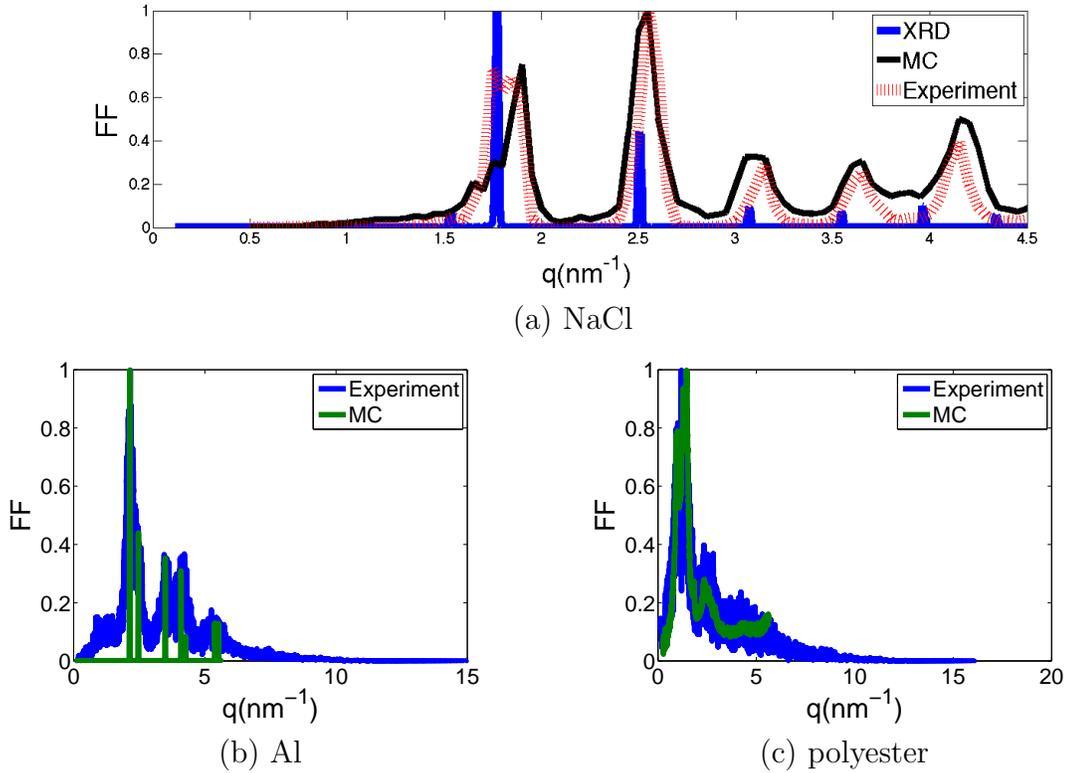 1
0.8
0.6
0.4
0.2
0
FF
XRD
MC
Experiment
0 0.5 1 1.5 2 2.5 3 3.5 4 4.5
q(nm⁻¹)
(a) NaCl
1
0.8
0.6
0.4
0.2
0
FF
Experiment
MC
0 5 10 15
q(nm⁻¹)
(b) Al
1
0.8
0.6
0.4
0.2
0
FF
Experiment
MC
0 5 10 15 20
q(nm⁻¹)
(c) polyester